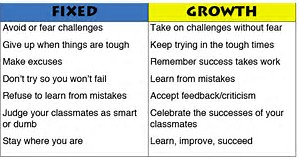 FIXED
GROWTH
Avoid or fear challenges
Take on challenges without fear
Give up when things are tough
Keep trying in the tough times
Make excuses
Remember success takes work
Don't try so you won't fail
Learn from mistakes
Refuse to learn from mistakes
Accept feedback/criticism
Judge your classmates as smart
or dumb
Celebrate the successes of your
classmates
Stay where you are
Learn, improve, succeed